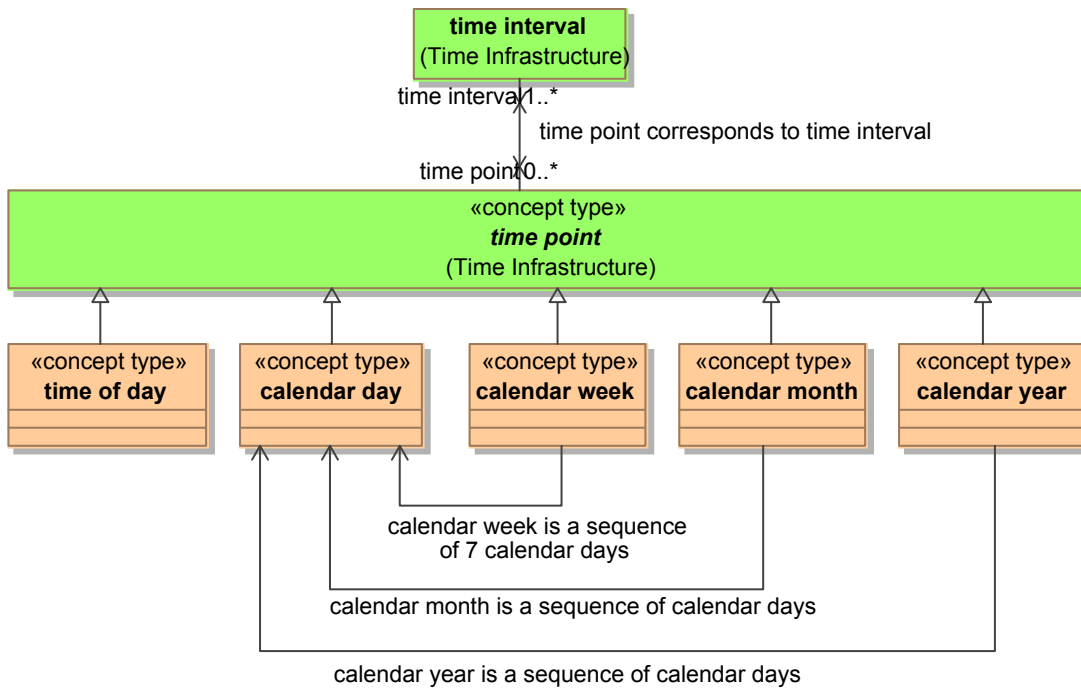 time interval
(Time Infrastructure)
time interval 1..*
time point corresponds to time interval
time point 0..*
«concept type»
time point
(Time Infrastructure)
«concept type»
time of day
«concept type»
calendar day
«concept type»
calendar week
«concept type»
calendar month
«concept type»
calendar year
calendar week is a sequence
of 7 calendar days
calendar month is a sequence of calendar days
calendar year is a sequence of calendar days